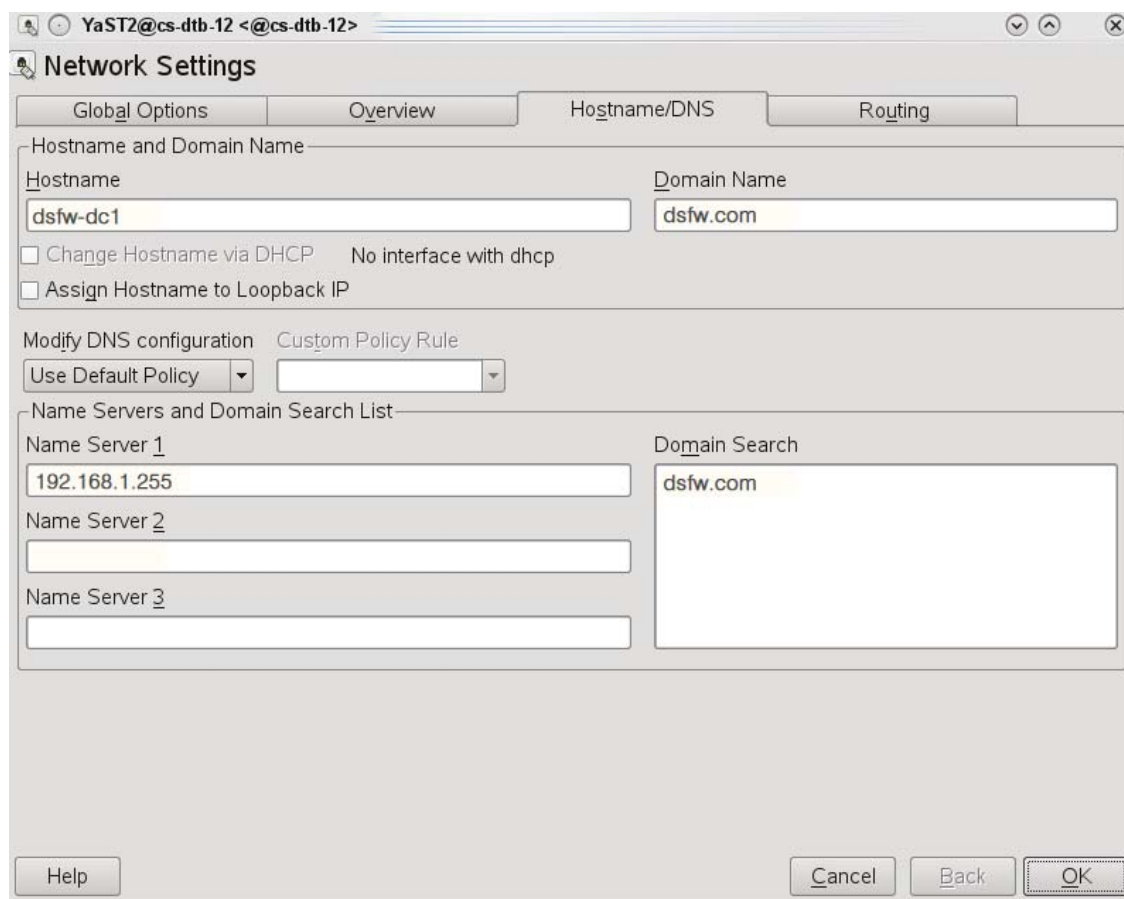 YaST2@cs-dtb-12 <@cs-dtb-12>
Network Settings
Global Options
Overview
Hostname/DNS
Routing
Hostname and Domain Name
Hostname
Domain Name
dsfw-dc1
dsfw.com
Change Hostname via DHCP
No interface with dhcp
Assign Hostname to Loopback IP
Modify DNS configuration
Custom Policy Rule
Use Default Policy
Name Servers and Domain Search List
Name Server 1
Domain Search
192.168.1.255
dsfw.com
Name Server 2
Name Server 3
Help
Cancel
Back
OK